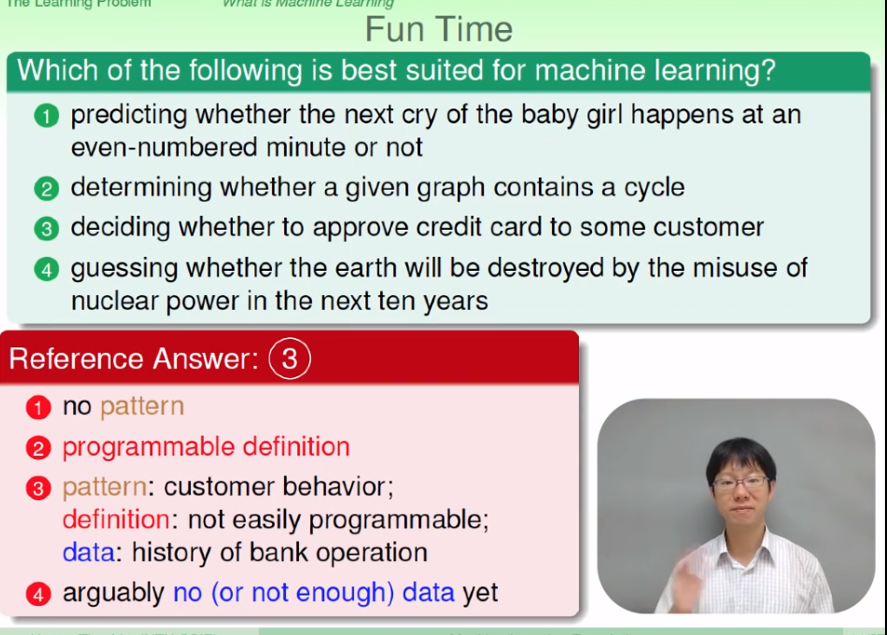 The Learning Problem What is Machine Learning
Fun Time
Which of the following is best suited for machine learning?
1 predicting whether the next cry of the baby girl happens at an
even-numbered minute or not
2 determining whether a given graph contains a cycle
3 deciding whether to approve credit card to some customer
4 guessing whether the earth will be destroyed by the misuse of
nuclear power in the next ten years
Reference Answer: 3
1 no pattern
2 programmable definition
3 pattern: customer behavior;
definition: not easily programmable;
data: history of bank operation
4 arguably no (or not enough) data yet